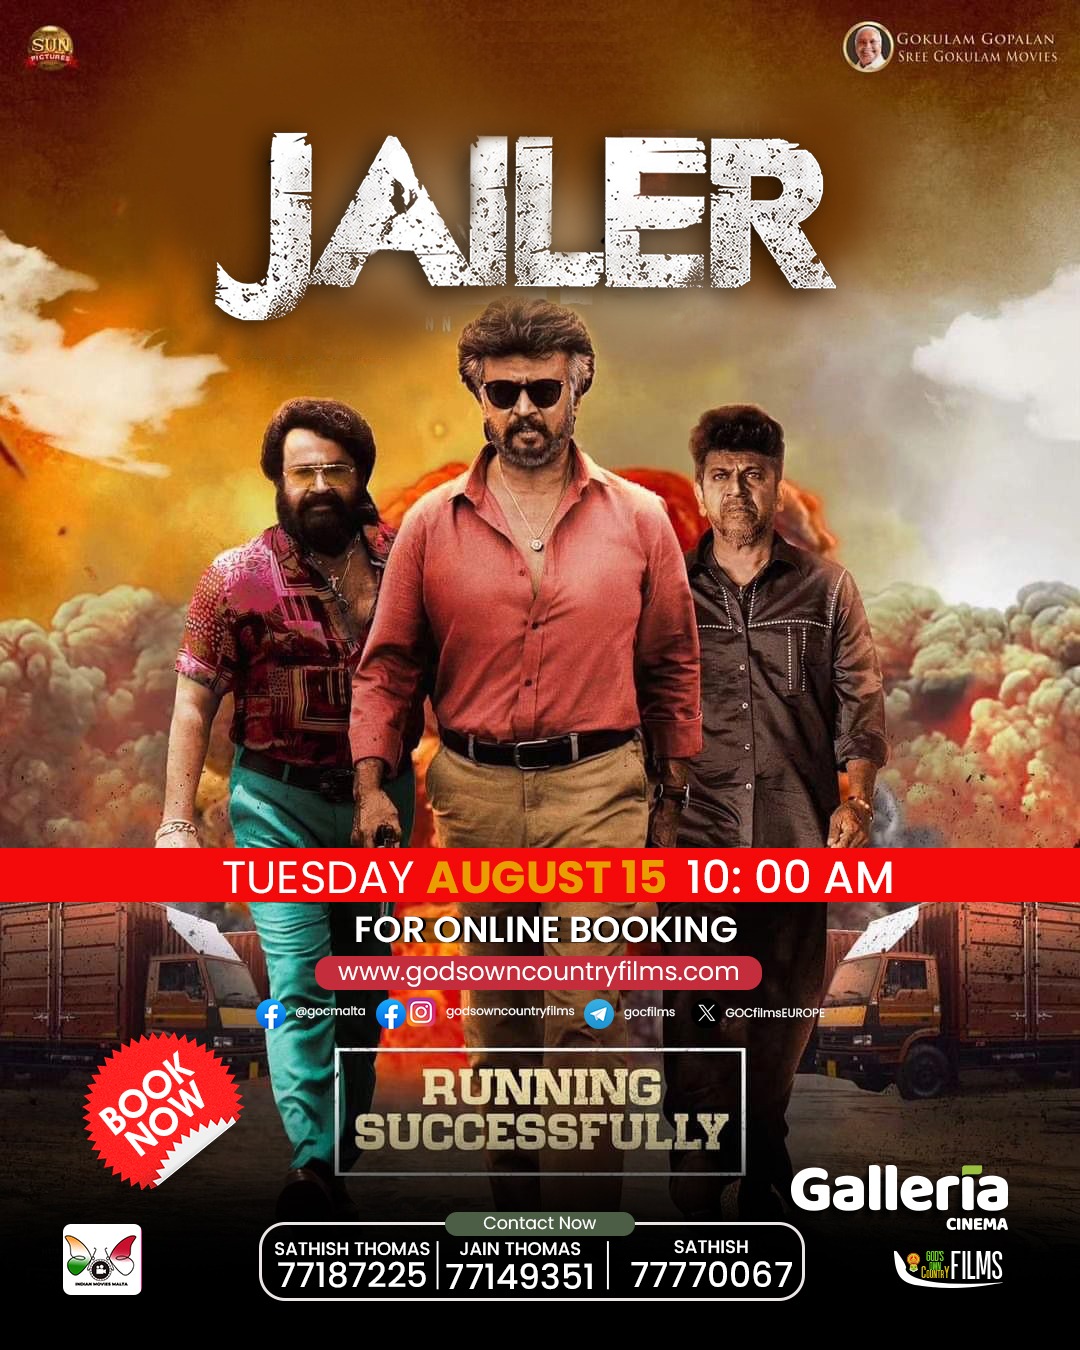 SUN
PICTURES
GOKULAM GOPALAN
SREE GOKULAM MOVIES
JAILER
TUESDAY AUGUST 15 10: 00 AM
FOR ONLINE BOOKING
www.godsowncountryfilms.com
@gocmalta godsowncountryfilms gocfilms GOCfilmsEUROPE
RUNNING
SUCCESSFULLY
BOOK
NOW
Gallería
CINEMA
Contact Now
SATHISH THOMAS
77187225
JAIN THOMAS
77149351
SATHISH
77770067
INDIAN MOVIES MALTA
GOD'S
OWN
COUNTRY
FILMS